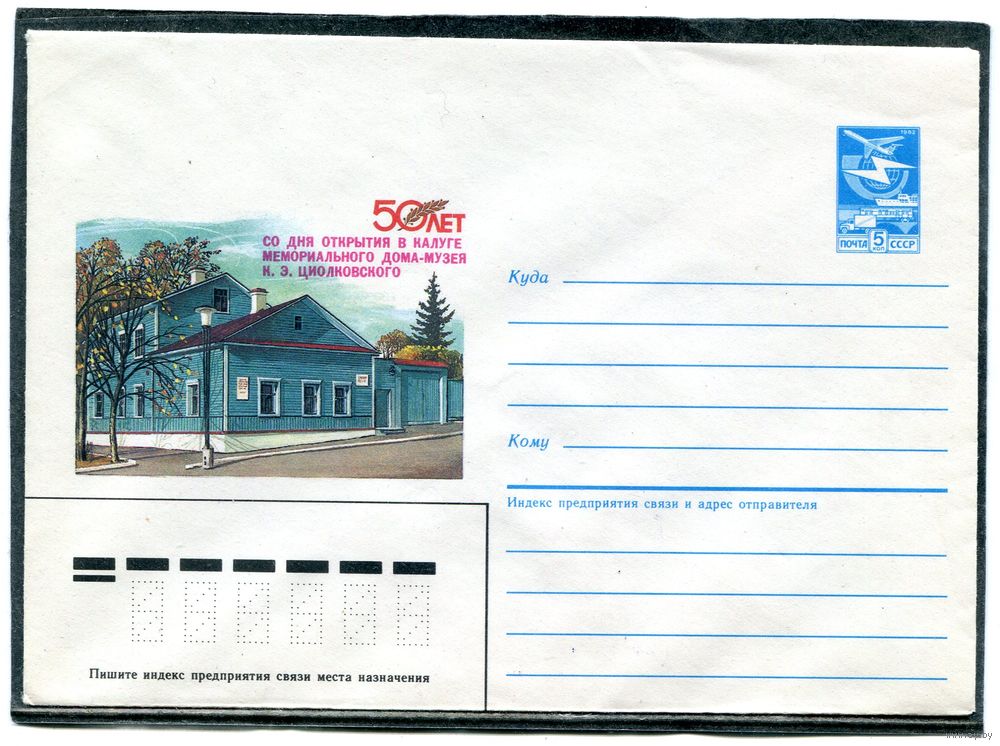 50 ЛЕТ
СО ДНЯ ОТКРЫТИЯ В КАЛУГЕ
МЕМОРИАЛЬНОГО ДОМА-МУЗЕЯ
К. Э. ЦИОЛКОВСКОГО
1982
ПОЧТА 5 КОП СССР
Куда
Кому
Индекс предприятия связи и адрес отправителя
Пишите индекс предприятия связи места назначения